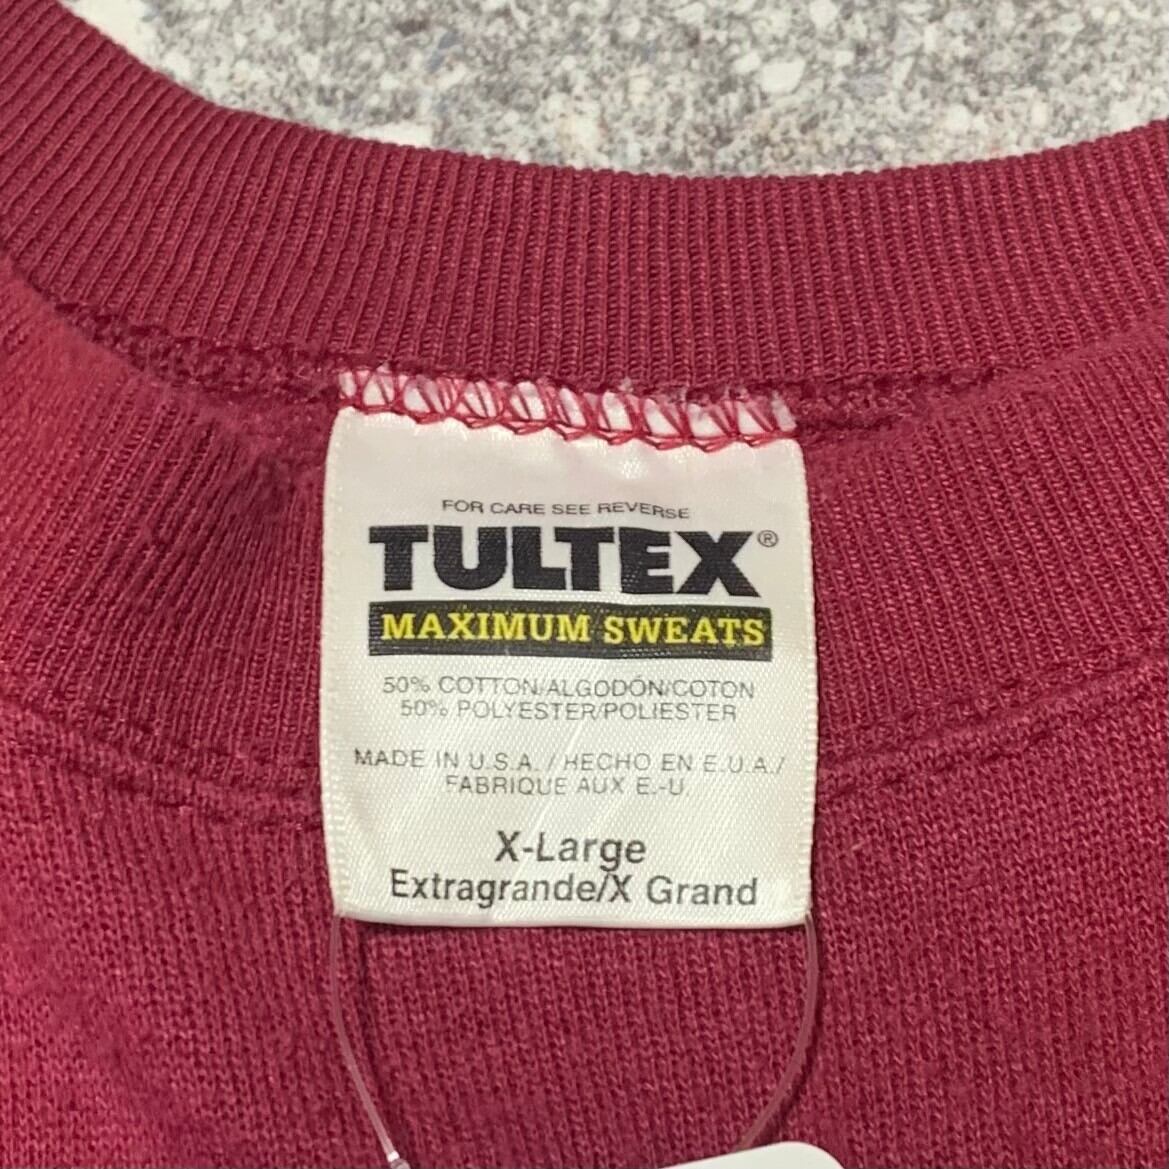 FOR CARE SEE REVERSE
TULTEX®
MAXIMUM SWEATS
50% COTTON/ALGODÓN/COTON
50% POLYESTER/POLIESTER
MADE IN U.S.A. / HECHO EN E.U.A./
FABRIQUE AUX E.-U.
X-Large
Extragrande/X Grand